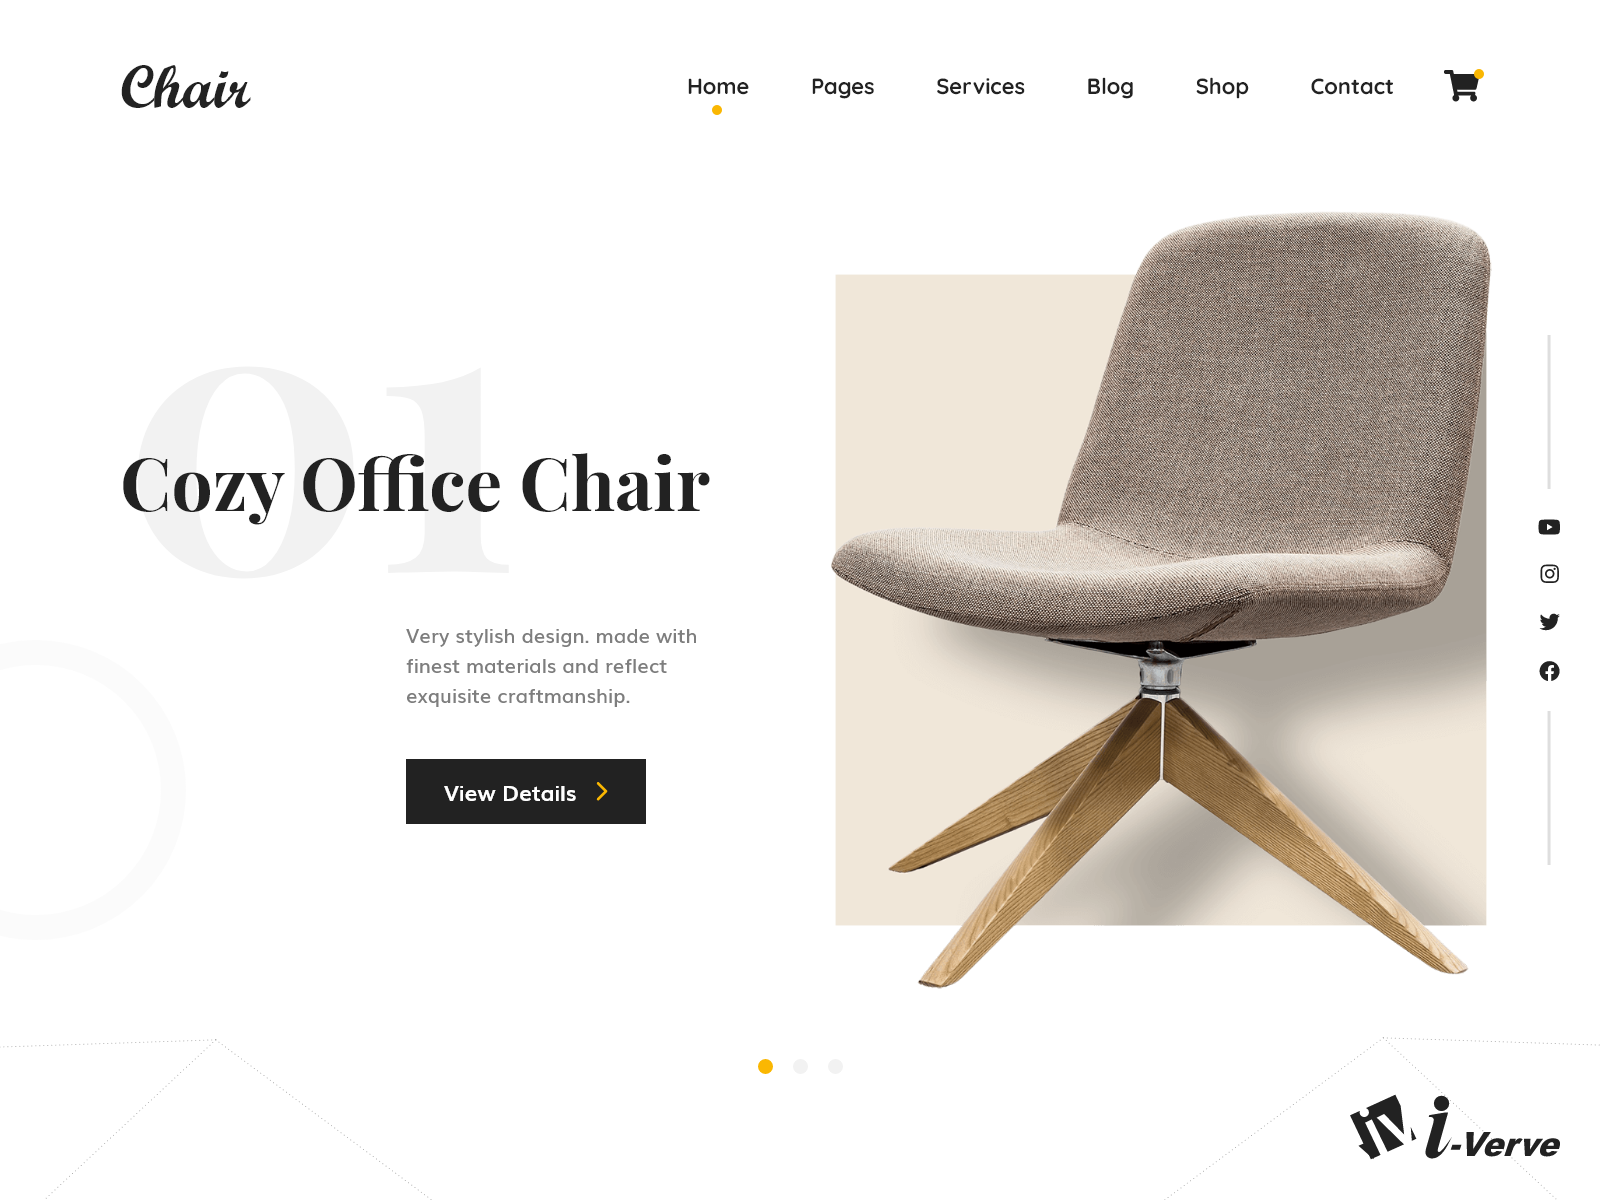 Chair
Home Pages Services Blog Shop Contact
01
Cozy Office Chair
Very stylish design. made with
finest materials and reflect
exquisite craftmanship.
View Details
iV i-Verve